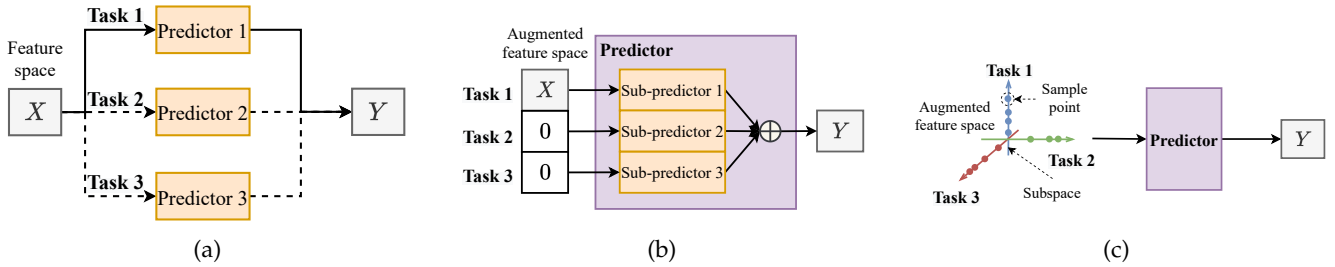 Feature
space
X
Task 1
Predictor 1
Task 2
Predictor 2
Task 3
Predictor 3
Y
(a)
Augmented
feature space
Predictor
Task 1
X
Sub-predictor 1
Task 2
0
Sub-predictor 2
Task 3
0
Sub-predictor 3
Y
(b)
Task 1
Sample
point
Augmented
feature space
Task 2
Task 3
Subspace
Predictor
Y
(c)